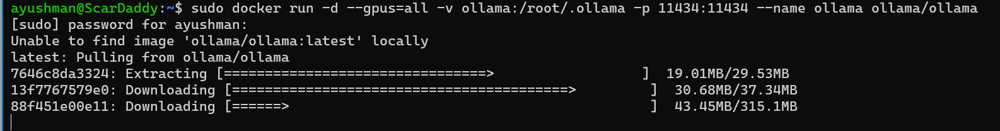 ayushman@ScarDaddy:~$ sudo docker run -d --gpus=all -v ollama:/root/.ollama -p 11434:11434 --name ollama ollama/ollama
[sudo] password for ayushman:
Unable to find image 'ollama/ollama:latest' locally
latest: Pulling from ollama/ollama
7646c8da3324: Extracting [================================>                  ]  19.01MB/29.53MB
13f7767579e0: Downloading [=========================================>         ]  30.68MB/37.34MB
88f451e00e11: Downloading [======>                                            ]  43.45MB/315.1MB